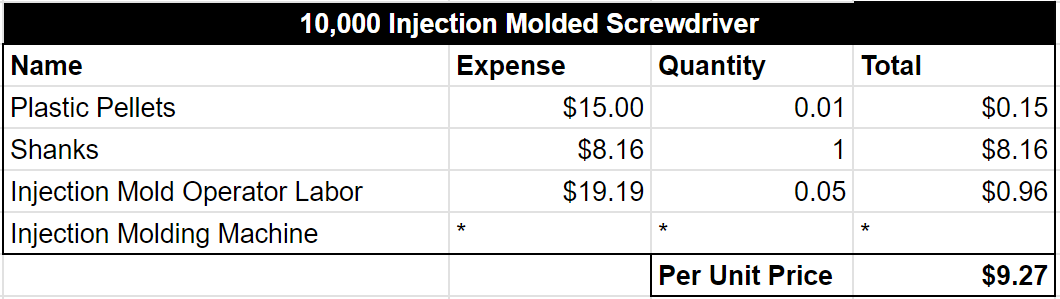 10,000 Injection Molded Screwdriver
Name Expense Quantity Total
Plastic Pellets $15.00 0.01 $0.15
Shanks $8.16 1 $8.16
Injection Mold Operator Labor $19.19 0.05 $0.96
Injection Molding Machine * * *
Per Unit Price $9.27